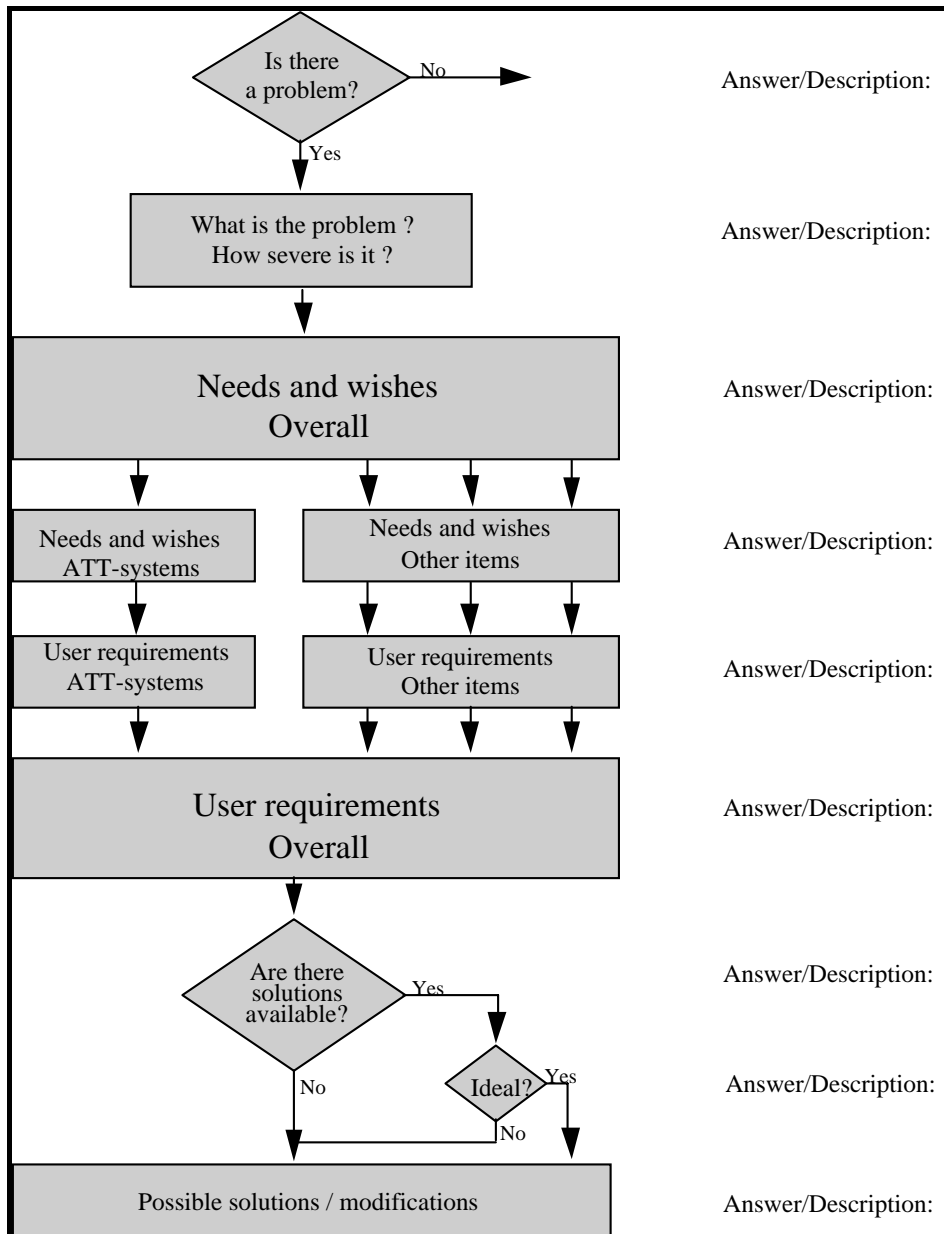 Is there
a problem?
No
Answer/Description:
Yes
What is the problem ?
How severe is it ?
Answer/Description:
Needs and wishes
Overall
Answer/Description:
Needs and wishes
ATT-systems
Needs and wishes
Other items
Answer/Description:
User requirements
ATT-systems
User requirements
Other items
Answer/Description:
User requirements
Overall
Answer/Description:
Are there
solutions
available?
Yes
Answer/Description:
Ideal?
Yes
No
No
Answer/Description:
Possible solutions / modifications
Answer/Description: